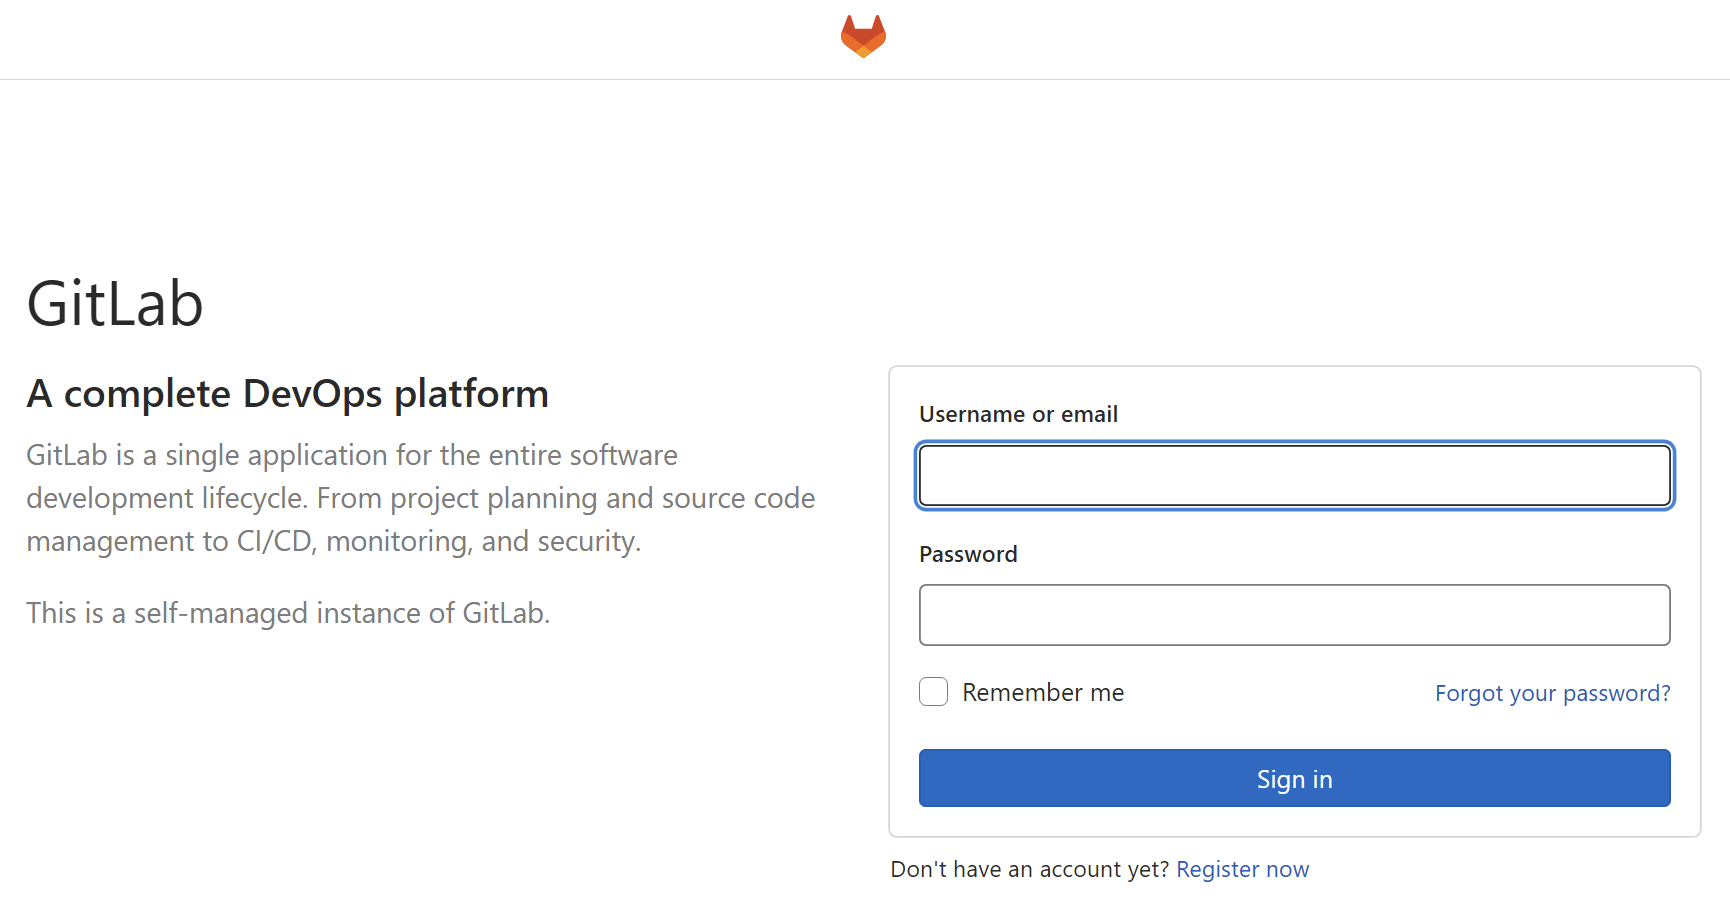 GitLab
A complete DevOps platform
GitLab is a single application for the entire software
development lifecycle. From project planning and source code
management to CI/CD, monitoring, and security.
This is a self-managed instance of GitLab.
Username or email
Password
Remember me
Forgot your password?
Sign in
Don't have an account yet? Register now